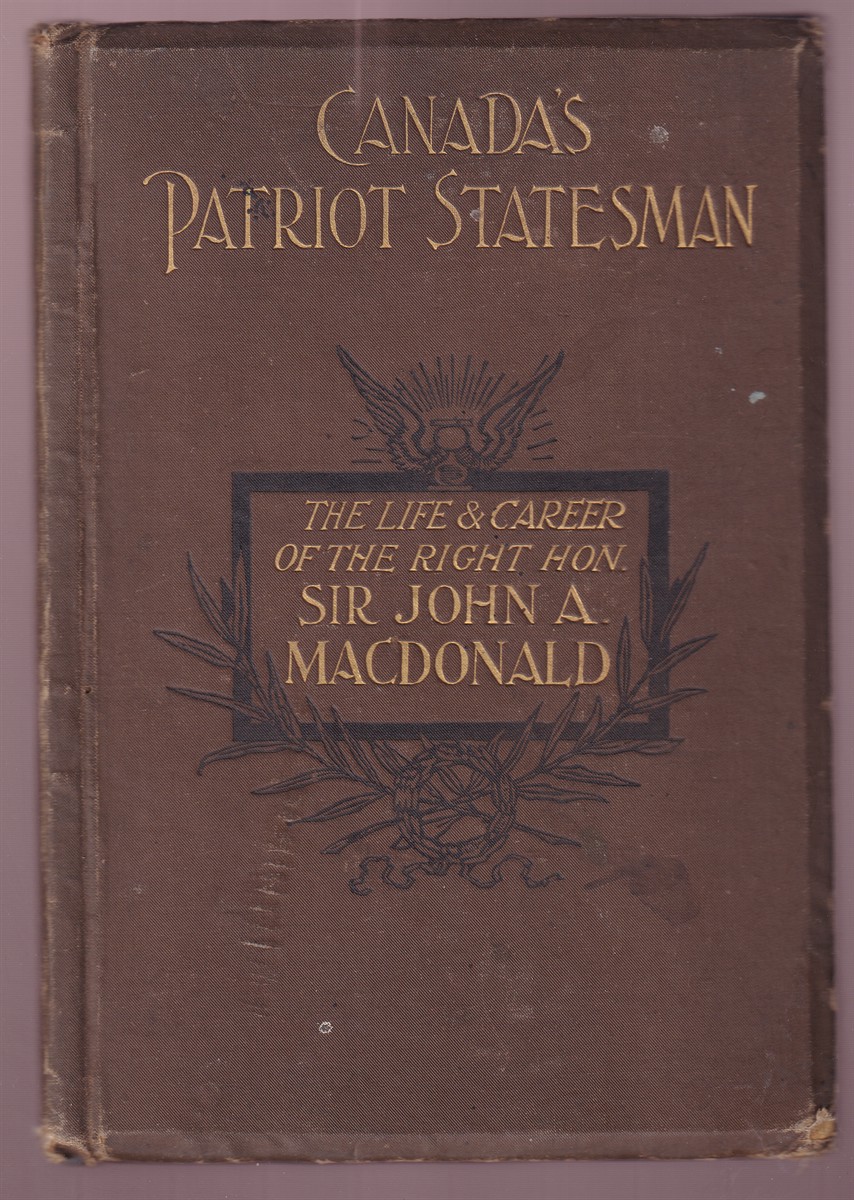 CANADA'S
PATRIOT STATESMAN
THE LIFE & CAREER
OF THE RIGHT HON.
SIR JOHN A.
MACDONALD